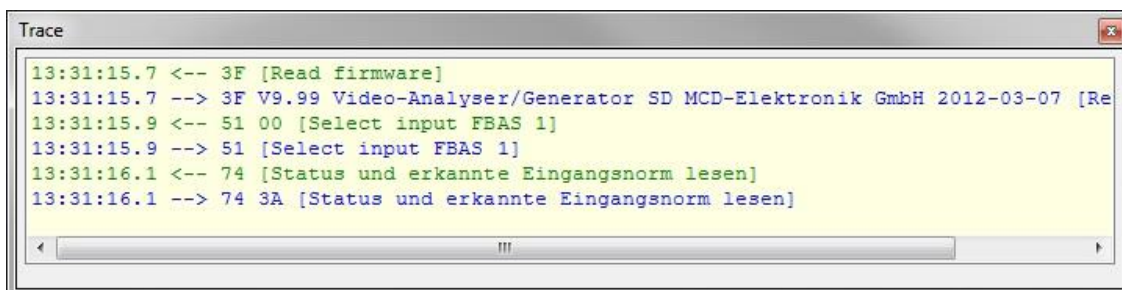 Trace
13:31:15.7 <-- 3F [Read firmware]
13:31:15.7 --> 3F V9.99 Video-Analyser/Generator SD MCD-Elektronik GmbH 2012-03-07 [Re
13:31:15.9 <-- 51 00 [Select input FBAS 1]
13:31:15.9 --> 51 [Select input FBAS 1]
13:31:16.1 <-- 74 [Status und erkannte Eingangsnorm lesen]
13:31:16.1 --> 74 3A [Status und erkannte Eingangsnorm lesen]